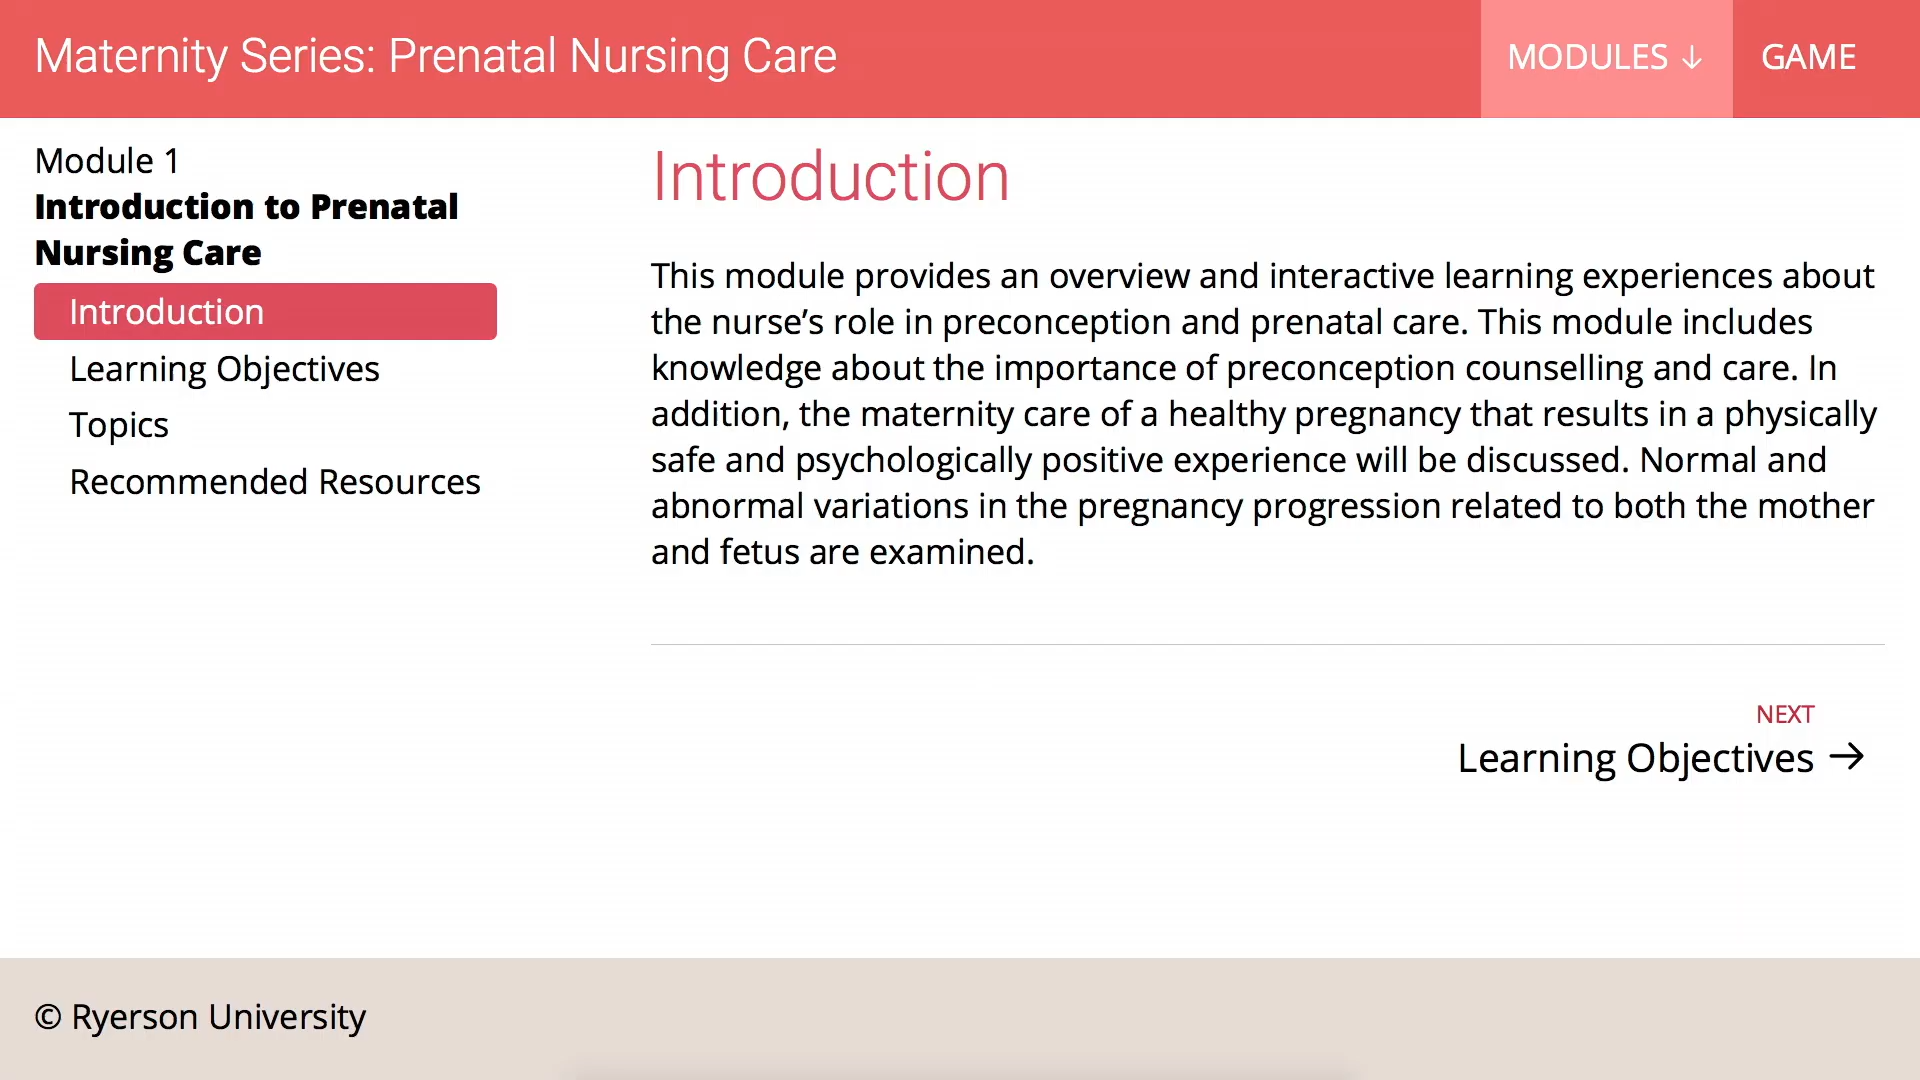 Maternity Series: Prenatal Nursing Care
MODULES ↓
GAME
Module 1
Introduction to Prenatal
Nursing Care
Introduction
Learning Objectives
Topics
Recommended Resources
Introduction
This module provides an overview and interactive learning experiences about
the nurse’s role in preconception and prenatal care. This module includes
knowledge about the importance of preconception counselling and care. In
addition, the maternity care of a healthy pregnancy that results in a physically
safe and psychologically positive experience will be discussed. Normal and
abnormal variations in the pregnancy progression related to both the mother
and fetus are examined.
NEXT
Learning Objectives →
© Ryerson University